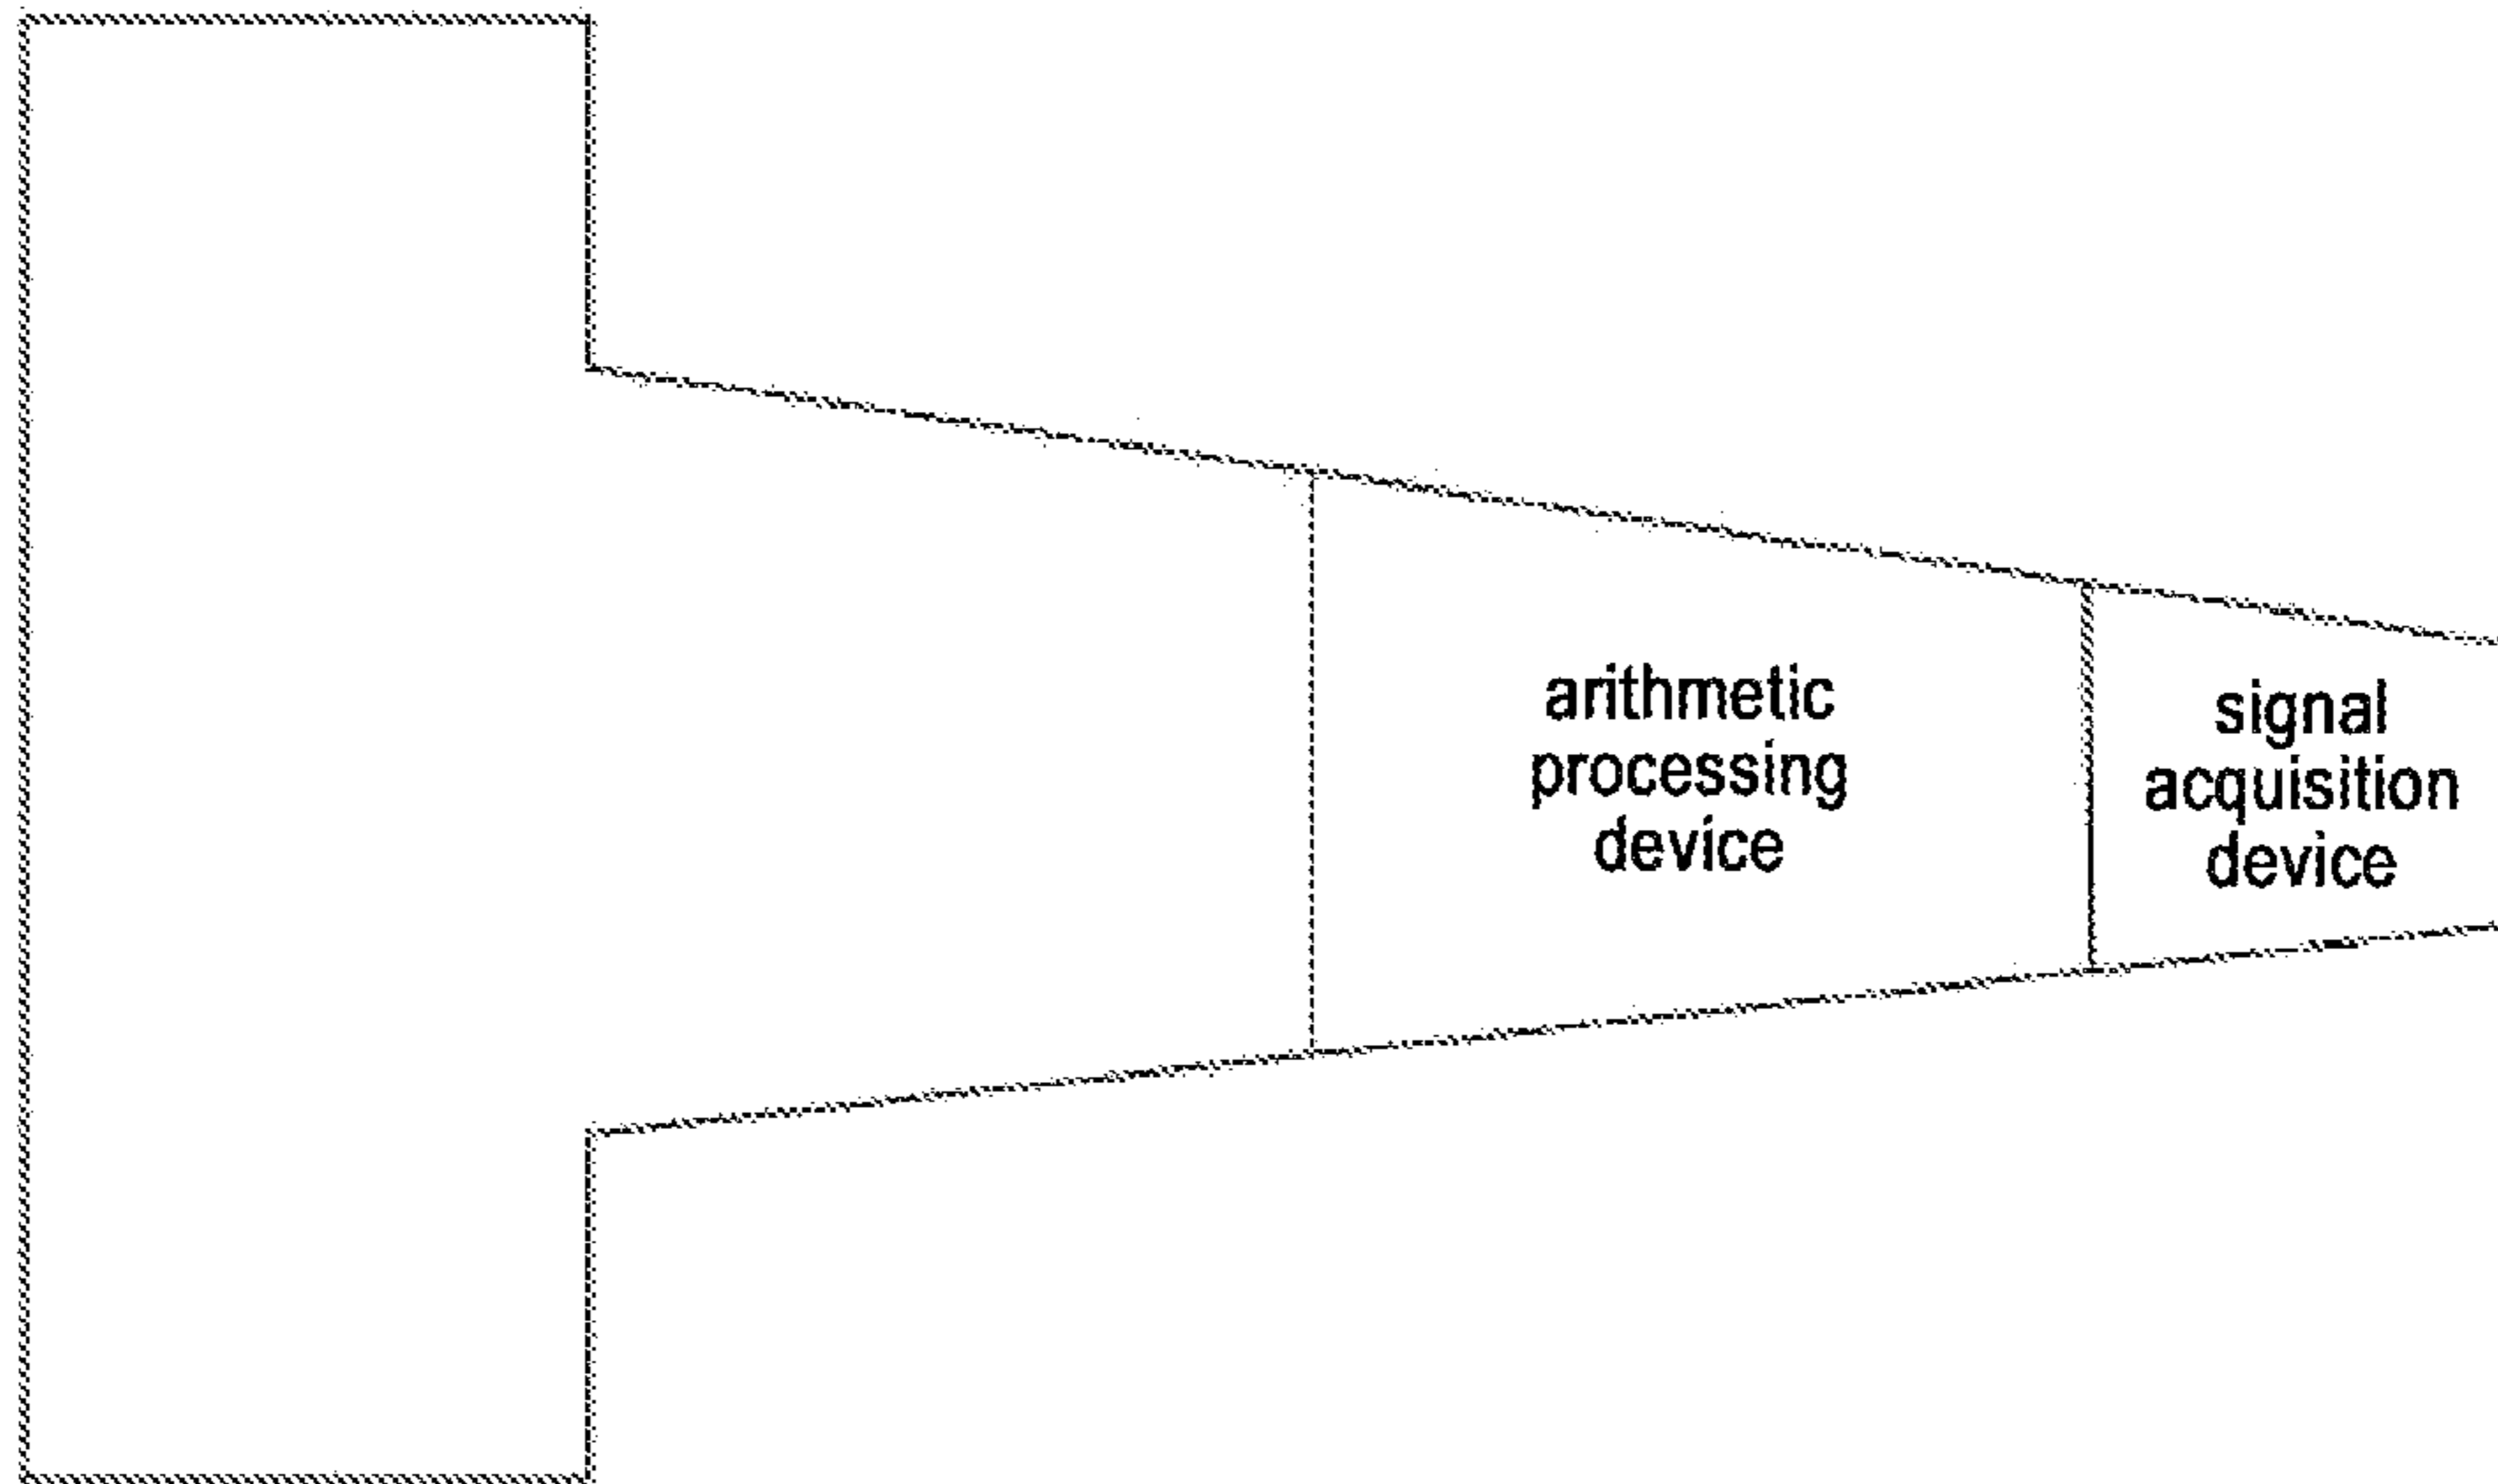 arithmetic
processing
device
signal
acquisition
device